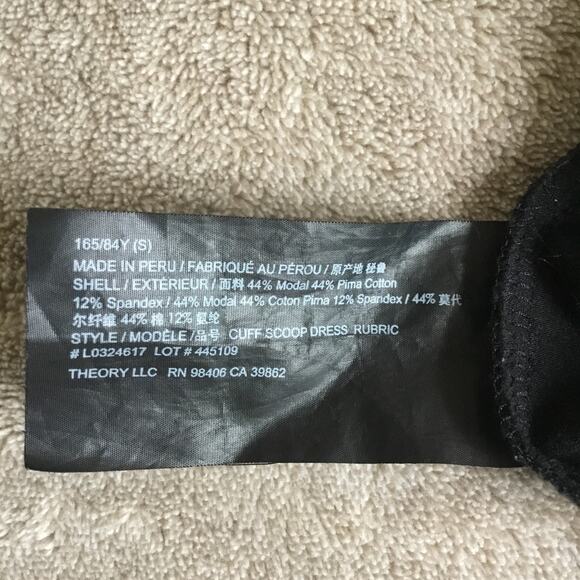 165/84Y (S)
MADE IN PERU / FABRIQUÉ AU PÉROU / 原产地 秘鲁
SHELL / EXTÉRIEUR / 面料 44% Modal 44% Pima Cotton
12% Spandex / 44% Modal 44% Coton Pima 12% Spandex / 44% 莫代
尔纤维 44% 棉 12% 氨纶
STYLE / MODÈLE / 品号 CUFF SCOOP DRESS_RUBRIC
# L0324617 LOT # 445109
THEORY LLC RN 98406 CA 39862